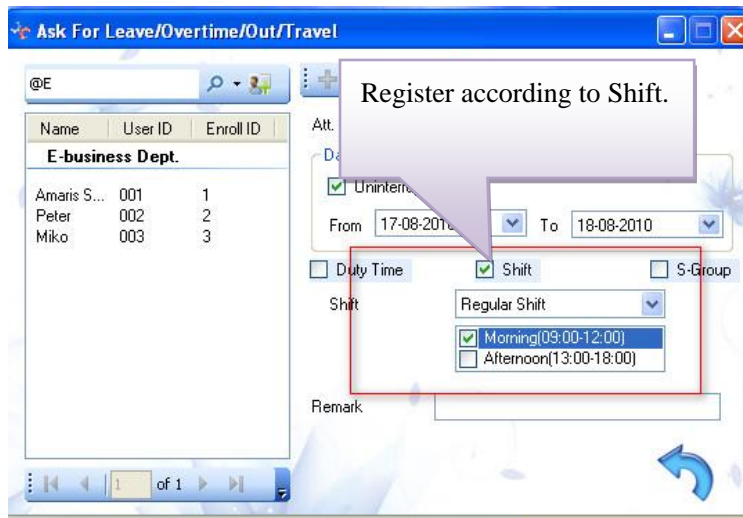 Ask For Leave/Overtime/Out/Travel
@E
Register according to Shift.
Name User ID Enroll ID
E-business Dept.
Amaris S... 001 1
Peter 002 2
Miko 003 3
Att.
From 17-08-2010 To 18-08-2010
Duty Time Shift S-Group
Shift Regular Shift
Morning(09:00-12:00)
Afternoon(13:00-18:00)
Remark
1 of 1